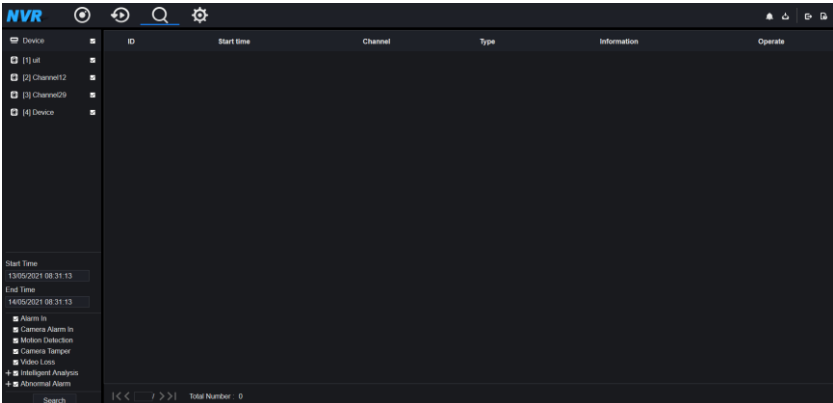 NVR
Device
ID Start time Channel Type Information Operate
[1] uit
[2] Channel12
[3] Channel29
[4] Device
Start Time
13/05/2021 08:31:13
End Time
14/05/2021 08:31:13
Alarm In
Camera Alarm In
Motion Detection
Camera Tamper
Video Loss
Intelligent Analysis
Abnormal Alarm
Search
/ Total Number : 0